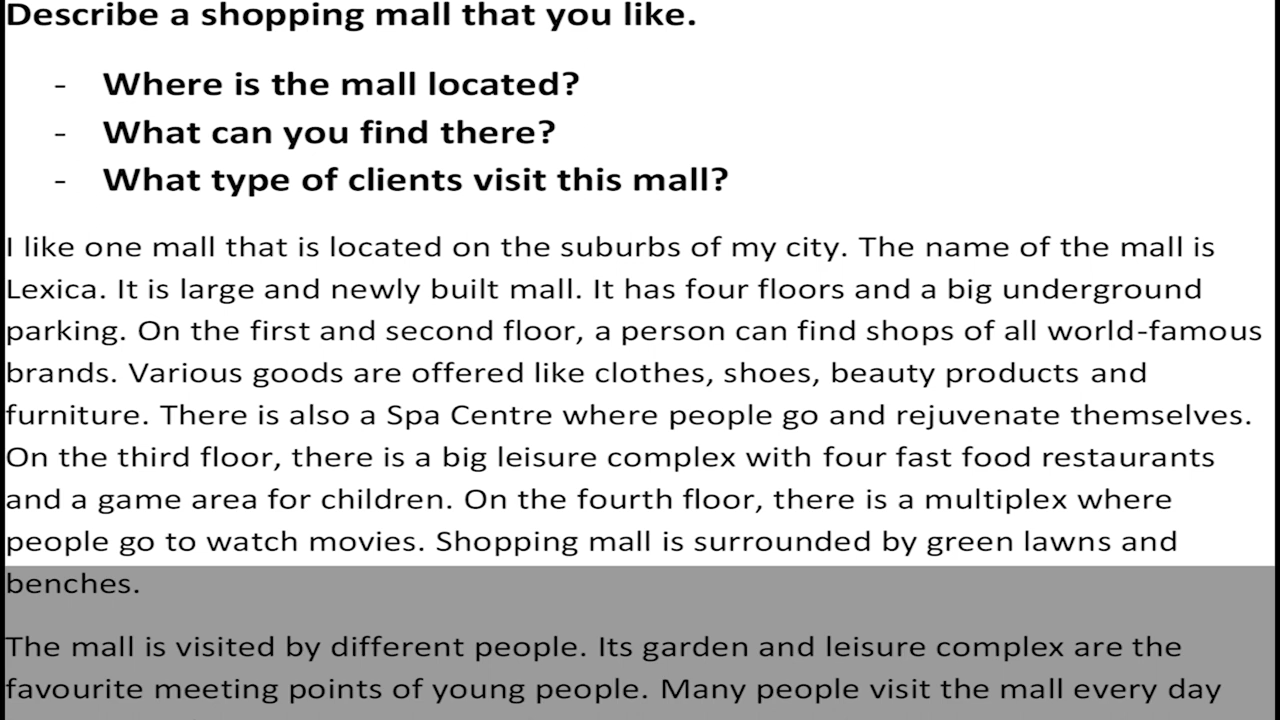 Describe a shopping mall that you like.
- Where is the mall located?
- What can you find there?
- What type of clients visit this mall?
I like one mall that is located on the suburbs of my city. The name of the mall is
Lexica. It is large and newly built mall. It has four floors and a big underground
parking. On the first and second floor, a person can find shops of all world-famous
brands. Various goods are offered like clothes, shoes, beauty products and
furniture. There is also a Spa Centre where people go and rejuvenate themselves.
On the third floor, there is a big leisure complex with four fast food restaurants
and a game area for children. On the fourth floor, there is a multiplex where
people go to watch movies. Shopping mall is surrounded by green lawns and
benches.
The mall is visited by different people. Its garden and leisure complex are the
favourite meeting points of young people. Many people visit the mall every day